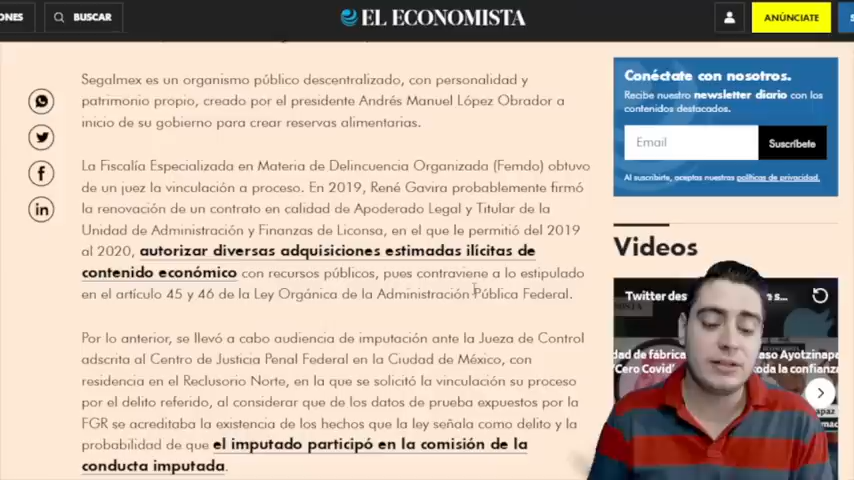 ONES
BUSCAR
EL ECONOMISTA
ANÚNCIATE
S
Segalmex es un organismo público descentralizado, con personalidad y
patrimonio propio, creado por el presidente Andrés Manuel López Obrador a
inicio de su gobierno para crear reservas alimentarias.
La Fiscalía Especializada en Materia de Delincuencia Organizada (Femdo) obtuvo
de un juez la vinculación a proceso. En 2019, René Gavira probablemente firmó
la renovación de un contrato en calidad de Apoderado Legal y Titular de la
Unidad de Administración y Finanzas de Liconsa, en el que le permitió del 2019
al 2020, autorizar diversas adquisiciones estimadas ilícitas de
contenido económico con recursos públicos, pues contraviene a lo estipulado
en el artículo 45 y 46 de la Ley Orgánica de la Administración Pública Federal.
Por lo anterior, se llevó a cabo audiencia de imputación ante la Jueza de Control
adscrita al Centro de Justicia Penal Federal en la Ciudad de México, con
residencia en el Reclusorio Norte, en la que se solicitó la vinculación su proceso
por el delito referido, al considerar que de los datos de prueba expuestos por la
FGR se acreditaba la existencia de los hechos que la ley señala como delito y la
probabilidad de que el imputado participó en la comisión de la
conducta imputada.
Conéctate con nosotros.
Recibe nuestro newsletter diario con los
contenidos destacados.
Email
Suscríbete
Al suscribirte, aceptas nuestras políticas de privacidad.
Videos
Twitter des
e s...
dad de fábrica
aso Ayotzinapa
'Cero Covid'
oda la confianza